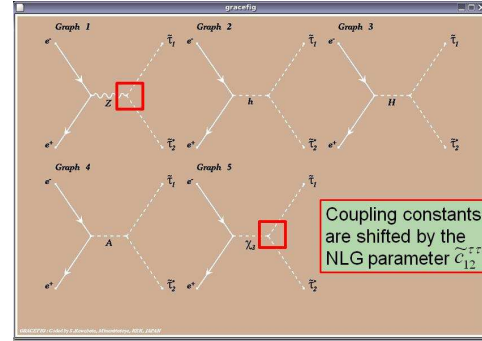 gracefig
Graph 1
Graph 2
Graph 3
e⁻
τ̃₁
e⁻
τ̃₁
e⁻
τ̃₁
Z
h
H
e⁺
τ̃₂*
e⁺
τ̃₂*
e⁺
τ̃₂*
Graph 4
Graph 5
e⁻
τ̃₁
e⁻
τ̃₁
A
χ₃
e⁺
τ̃₂*
e⁺
τ̃₂*
Coupling constants
are shifted by the
NLG parameter c̃₁₂^ττ